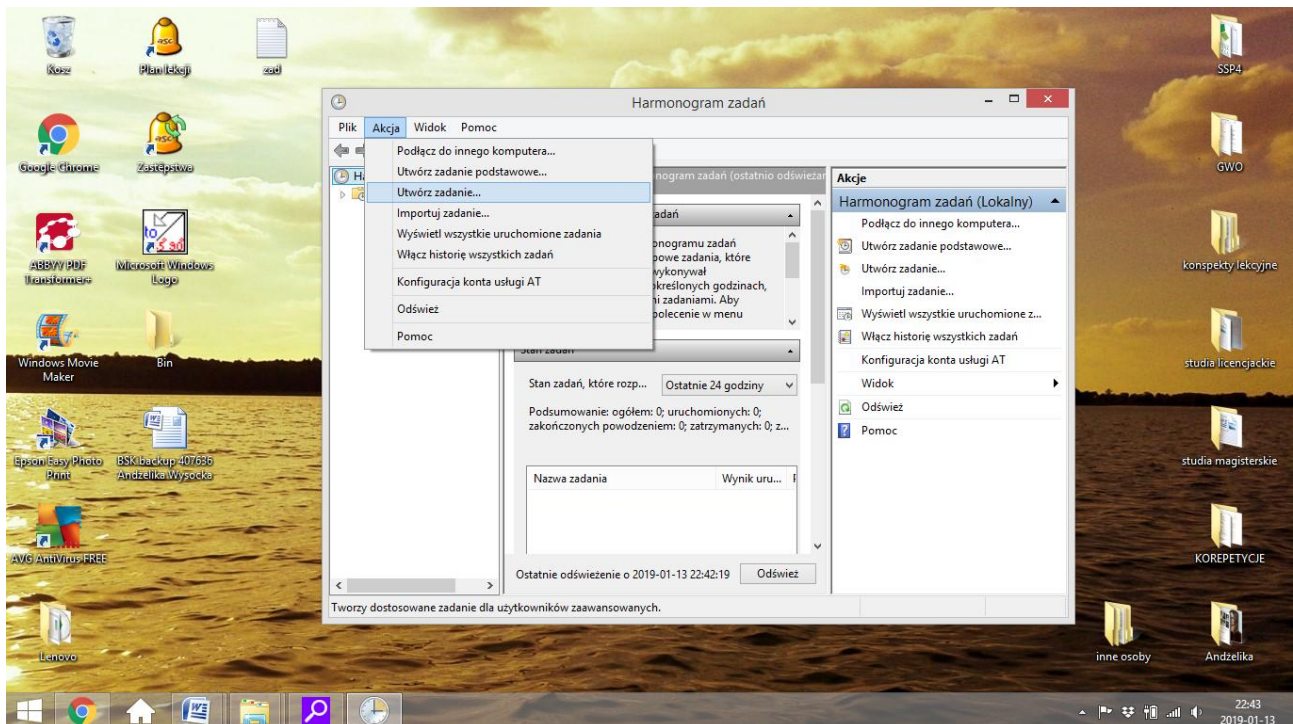 Kosz
Plan lekcji
zad
Google Chrome
Zastępstwa
ABBYY PDF
Transformer+
Microsoft Windows
Logo
Windows Movie
Maker
Bin
Epson Easy Photo
Print
BSKibackup 407636
Andżelika Wysocka
AVG AntiVirus FREE
Lenovo
Harmonogram zadań
Plik Akcja Widok Pomoc
Podłącz do innego komputera...
Utwórz zadanie podstawowe...
Utwórz zadanie...
Importuj zadanie...
Wyświetl wszystkie uruchomione zadania
Włącz historię wszystkich zadań
Konfiguracja konta usługi AT
Odśwież
Pomoc
Ha
nogram zadań (ostatnio odświeżan
zadań
onogramu zadań
powe zadania, które
wykonywał
określonych godzinach,
mi zadaniami. Aby
polecenie w menu
Stan zadań
Stan zadań, które rozp... Ostatnie 24 godziny
Podsumowanie: ogółem: 0; uruchomionych: 0;
zakończonych powodzeniem: 0; zatrzymanych: 0; z...
Nazwa zadania Wynik uru...
Ostatnie odświeżenie o 2019-01-13 22:42:19 Odśwież
Tworzy dostosowane zadanie dla użytkowników zaawansowanych.
Akcje
Harmonogram zadań (Lokalny)
Podłącz do innego komputera...
Utwórz zadanie podstawowe...
Utwórz zadanie...
Importuj zadanie...
Wyświetl wszystkie uruchomione z...
Włącz historię wszystkich zadań
Konfiguracja konta usługi AT
Widok
Odśwież
Pomoc
SSP4
GWO
konspekty lekcyjne
studia licencjackie
studia magisterskie
KOREPETYCJE
inne osoby
Andżelika
22:43
2019-01-13